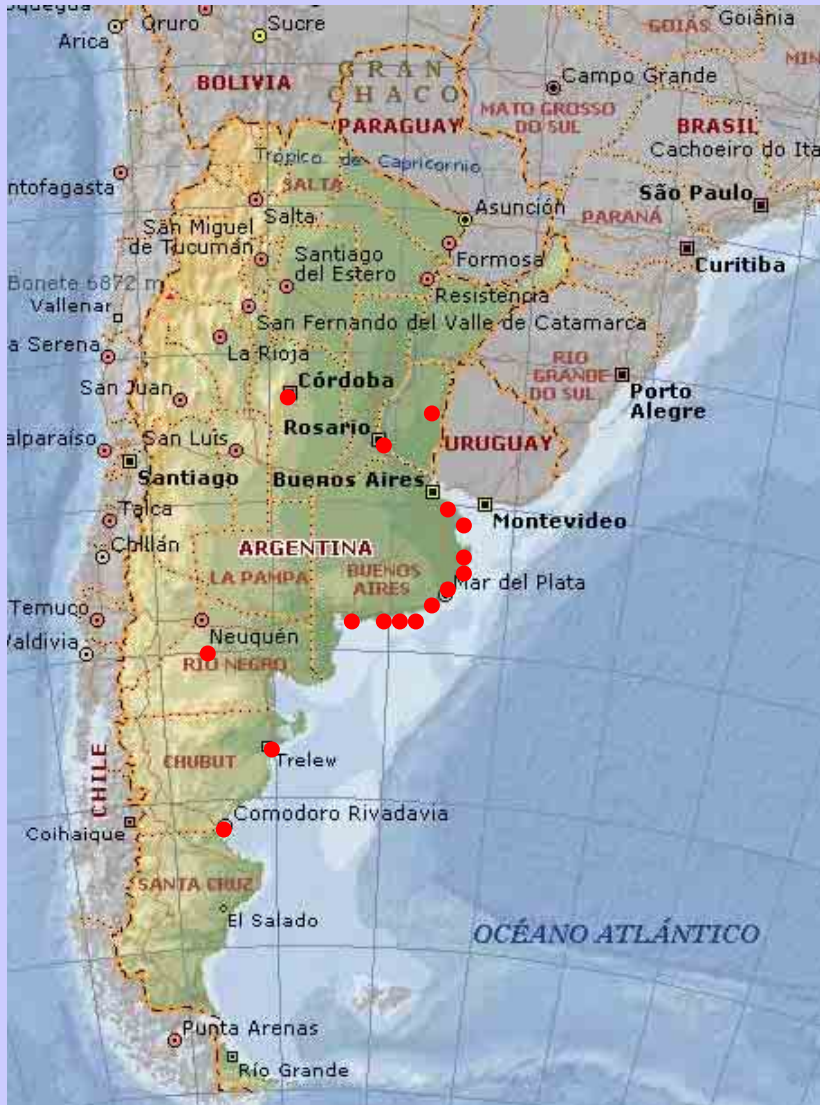 Oruro
Sucre
Goiânia
Arica
GOIÁS
GRAN
CHACO
BOLIVIA
Campo Grande
MATO GROSSO
DO SUL
PARAGUAY
BRASIL
Cachoeiro do Ita
Trópico de Capricornio
ntofagasta
SALTA
Salta
São Paulo
Asunción
PARANÁ
San Miguel
de Tucumán
Formosa
Curitiba
Santiago
del Estero
Bonete 6872 m
Resistencia
Vallenar
San Fernando del Valle de Catamarca
a Serena
La Rioja
RIO
GRANDE
DO SUL
San Juan
Córdoba
Porto
Alegre
Rosario
alparaíso
San Luis
URUGUAY
Santiago
Buenos Aires
Talca
Montevideo
Chillán
ARGENTINA
LA PAMPA
BUENOS
AIRES
Mar del Plata
Temuco
Neuquén
Valdivia
RIO NEGRO
CHUBUT
Trelew
CHILE
Comodoro Rivadavia
Coihaique
SANTA CRUZ
El Salado
OCÉANO ATLÁNTICO
Punta Arenas
Río Grande